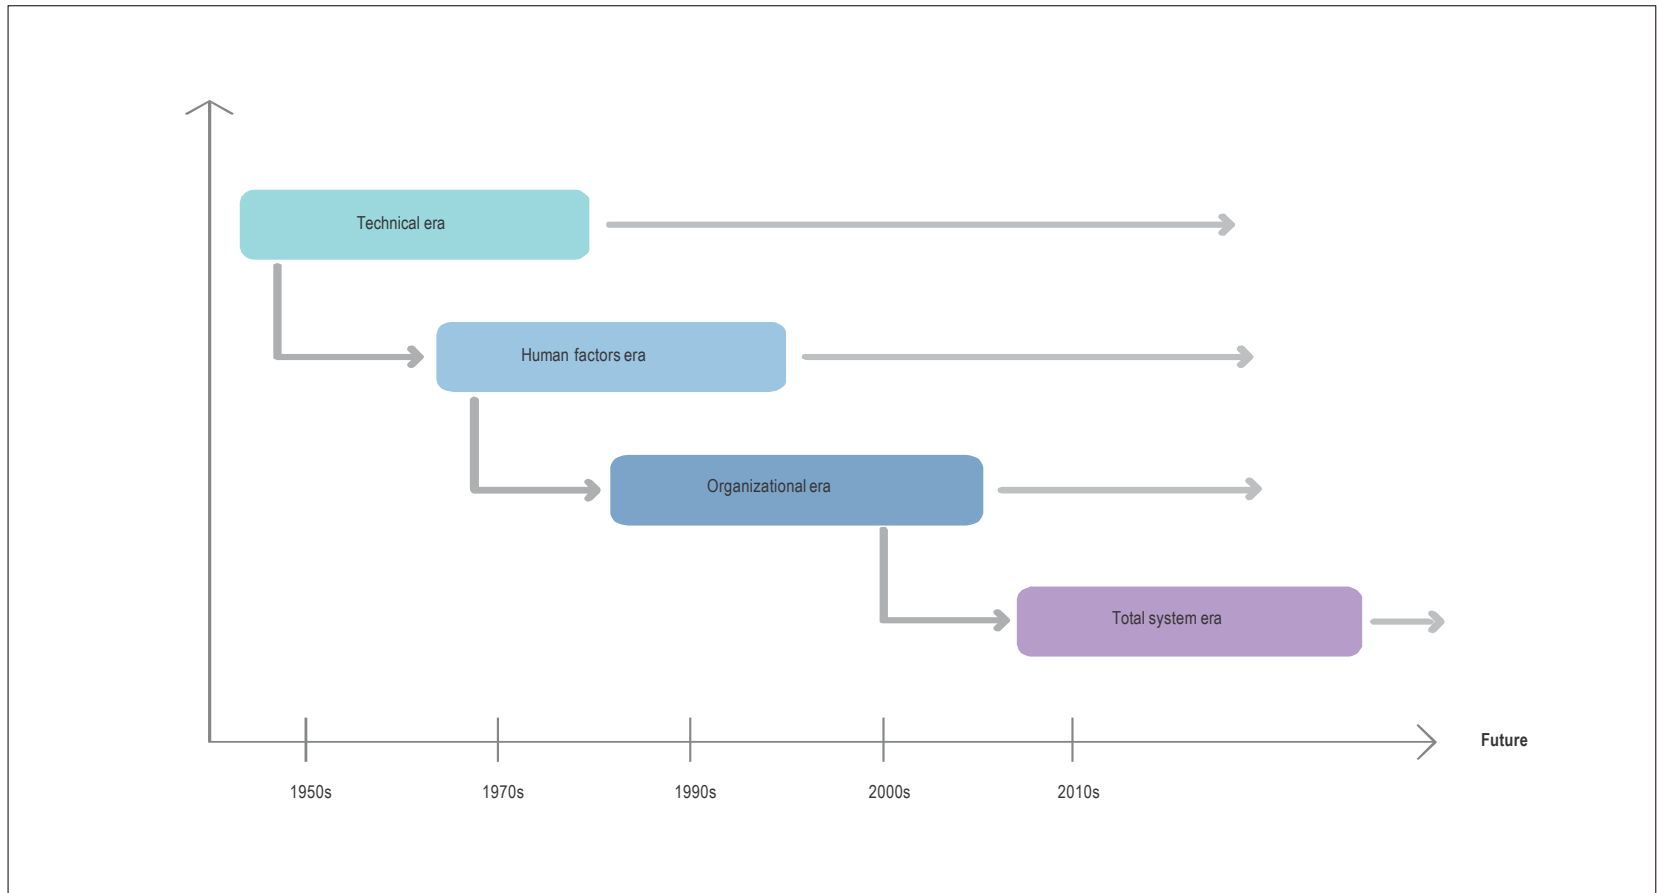 Technical era
Human factors era
Organizational era
Total system era
Future
1950s
1970s
1990s
2000s
2010s